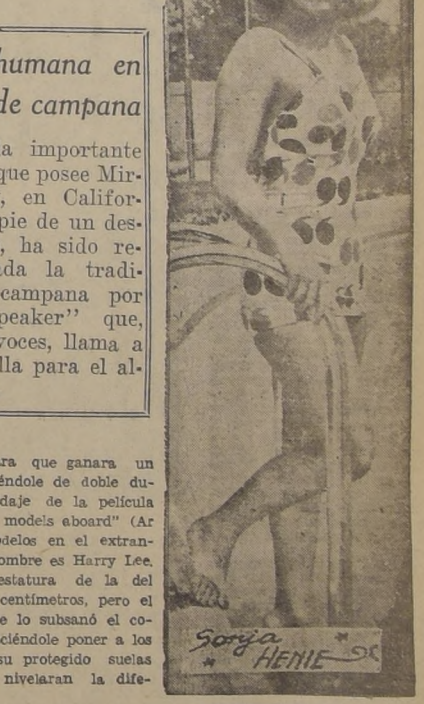 humana en
de campana
a importante
que posee Mir-
, en Califor-
pie de un des-
, ha sido re-
da la tradi-
campana por
peaker" que,
voces, llama a
lla para el al-
ra que ganara un
éndole de doble du-
daje de la película
models aboard" (Ar
delos en el extran-
ombre es Harry Lee,
estatura de la del
centímetros, pero el
e lo subsanó el co-
ciéndole poner a los
su protegido suelas
nivelaran la dife-
Sonja
HENIE